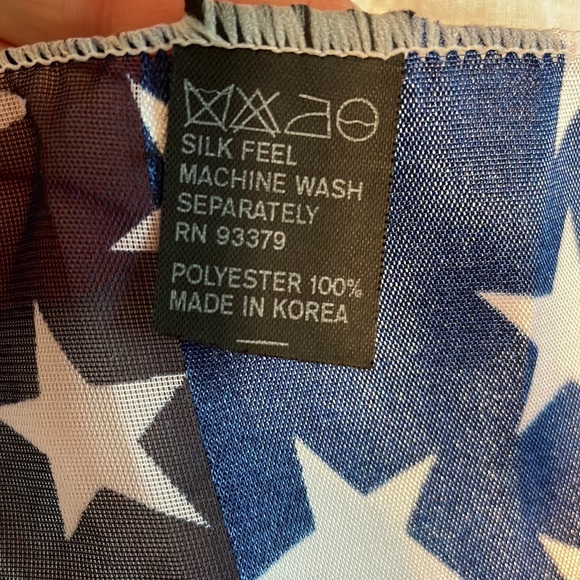 SILK FEEL
MACHINE WASH
SEPARATELY
RN 93379
POLYESTER 100%
MADE IN KOREA